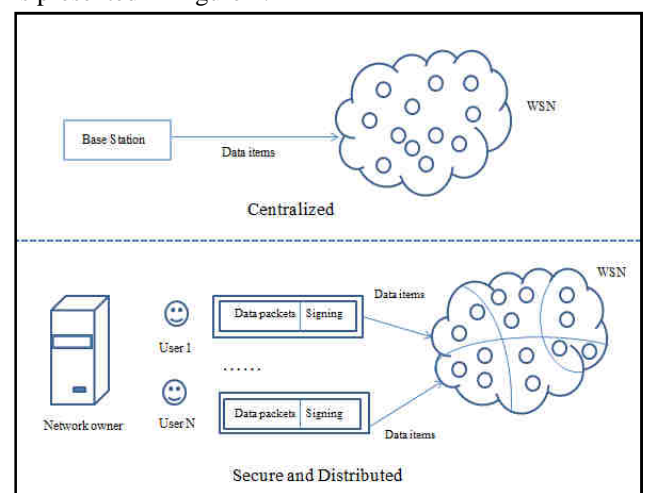 WSN
Base Station
Data items
Centralized
WSN
Data items
Data packets Signing
User 1
......
Data packets Signing
User N
Network owner
Data items
Secure and Distributed